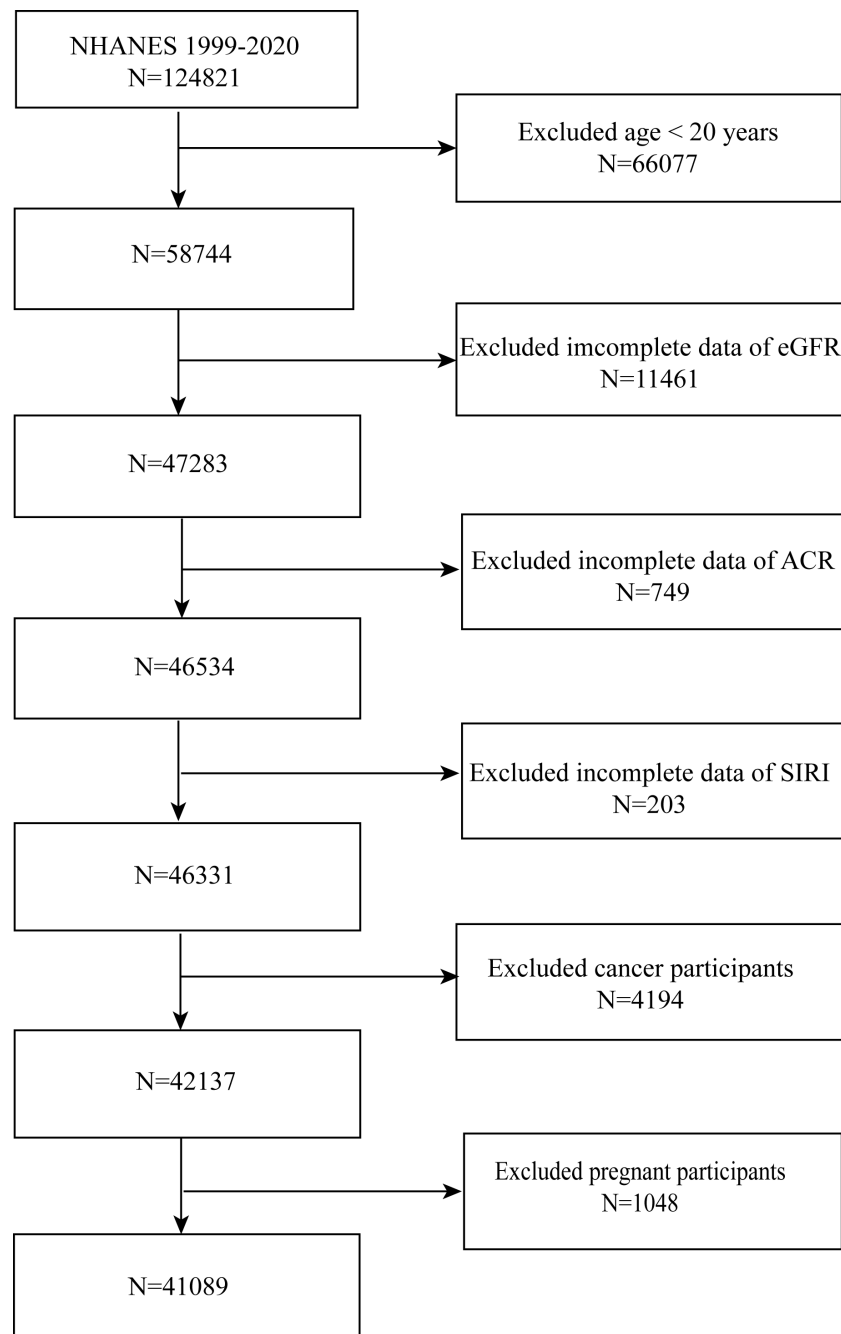 NHANES 1999-2020
N=124821
Excluded age < 20 years
N=66077
N=58744
Excluded imcomplete data of eGFR
N=11461
N=47283
Excluded incomplete data of ACR
N=749
N=46534
Excluded incomplete data of SIRI
N=203
N=46331
Excluded cancer participants
N=4194
N=42137
Excluded pregnant participants
N=1048
N=41089